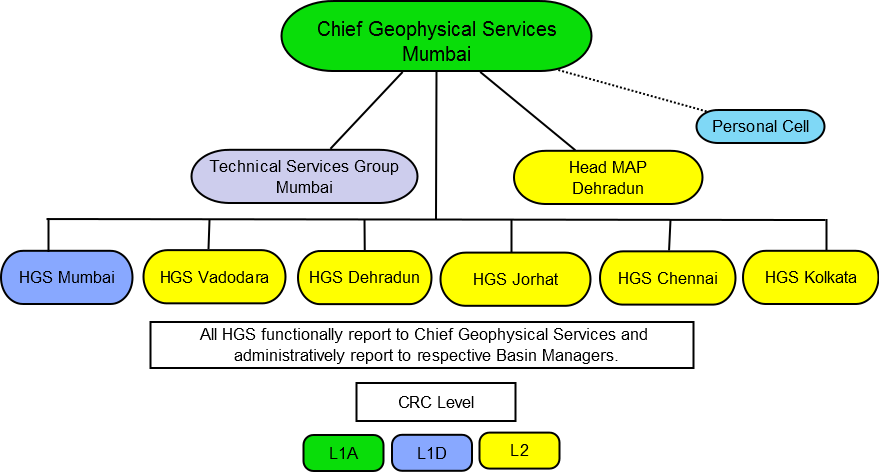 Chief Geophysical Services
Mumbai
Personal Cell
Technical Services Group
Mumbai
Head MAP
Dehradun
HGS Mumbai
HGS Vadodara
HGS Dehradun
HGS Jorhat
HGS Chennai
HGS Kolkata
All HGS functionally report to Chief Geophysical Services and
administratively report to respective Basin Managers.
CRC Level
L1A
L1D
L2